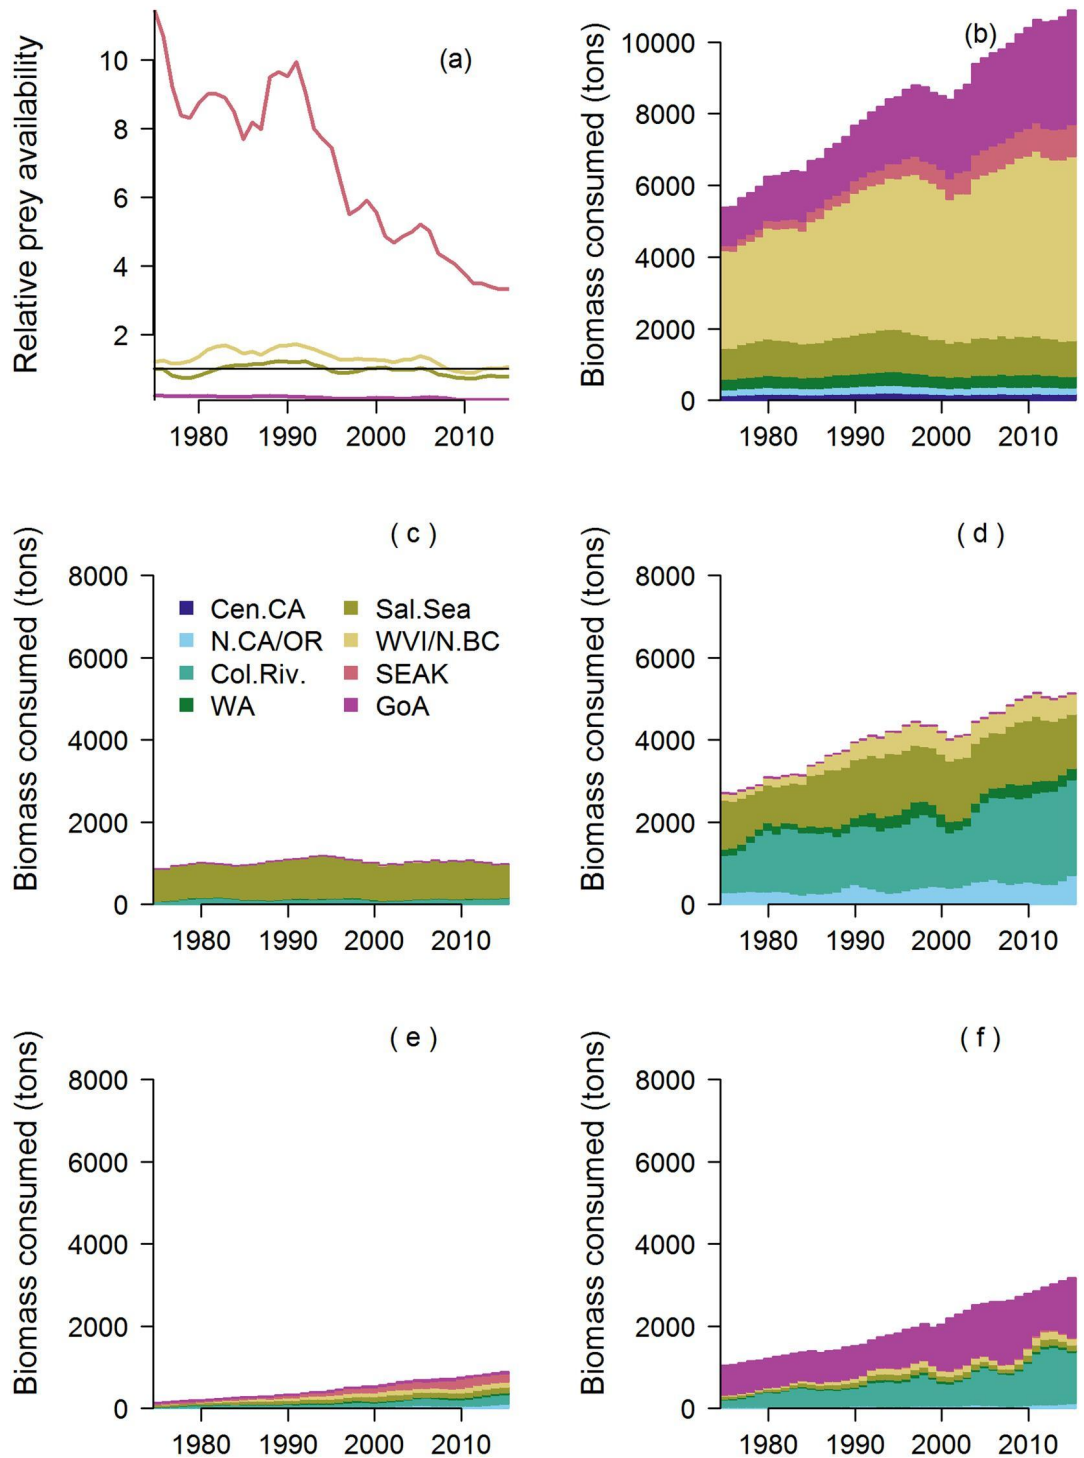 (a)
Relative prey availability
10
8
6
4
2
1980 1990 2000 2010
(b)
Biomass consumed (tons)
10000
8000
6000
4000
2000
0
1980 1990 2000 2010
( c )
Biomass consumed (tons)
8000
6000
4000
2000
0
Cen.CA Sal.Sea
N.CA/OR WVI/N.BC
Col.Riv. SEAK
WA GoA
1980 1990 2000 2010
( d )
Biomass consumed (tons)
8000
6000
4000
2000
0
1980 1990 2000 2010
( e )
Biomass consumed (tons)
8000
6000
4000
2000
0
1980 1990 2000 2010
( f )
Biomass consumed (tons)
8000
6000
4000
2000
0
1980 1990 2000 2010